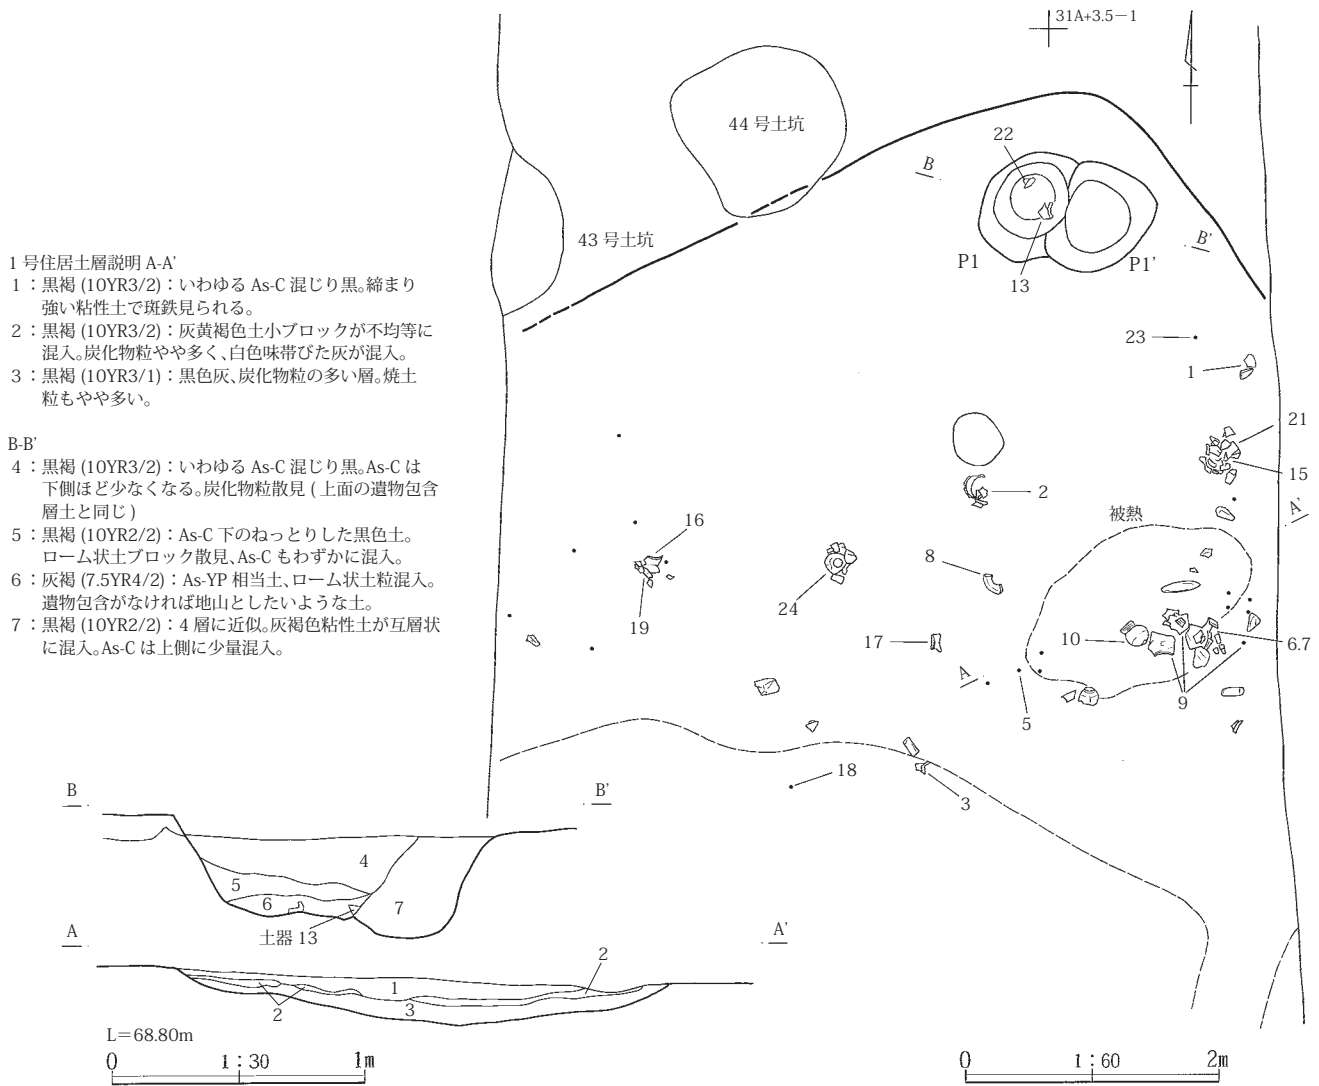 31A+3.5−1
44 号土坑
22
B
43 号土坑
B'
P1
P1'
13
1 号住居土層説明 A-A'
1：黒褐 (10YR3/2)：いわゆる As-C 混じり黒。締まり
強い粘性土で斑鉄見られる。
2：黒褐 (10YR3/2)：灰黄褐色土小ブロックが不均等に
混入。炭化物粒やや多く、白色味帯びた灰が混入。
3：黒褐 (10YR3/1)：黒色灰、炭化物粒の多い層。焼土
粒もやや多い。
B-B'
4：黒褐 (10YR3/2)：いわゆる As-C 混じり黒。As-C は
下側ほど少なくなる。炭化物粒散見 ( 上面の遺物包含
層土と同じ )
5：黒褐 (10YR2/2)：As-C 下のねっとりした黒色土。
ローム状土ブロック散見、As-C もわずかに混入。
6：灰褐 (7.5YR4/2)：As-YP 相当土、ローム状土粒混入。
遺物包含がなければ地山としたいような土。
7：黒褐 (10YR2/2)：4 層に近似。灰褐色粘性土が互層状
に混入。As-C は上側に少量混入。
23
1
21
15
2
A'
被熱
16
8
24
19
17
10
6.7
A
9
5
18
3
B
B'
4
5
6
7
土器 13
A
A'
2
1
3
2
L＝68.80m
0 1：30 1m
0 1：60 2m